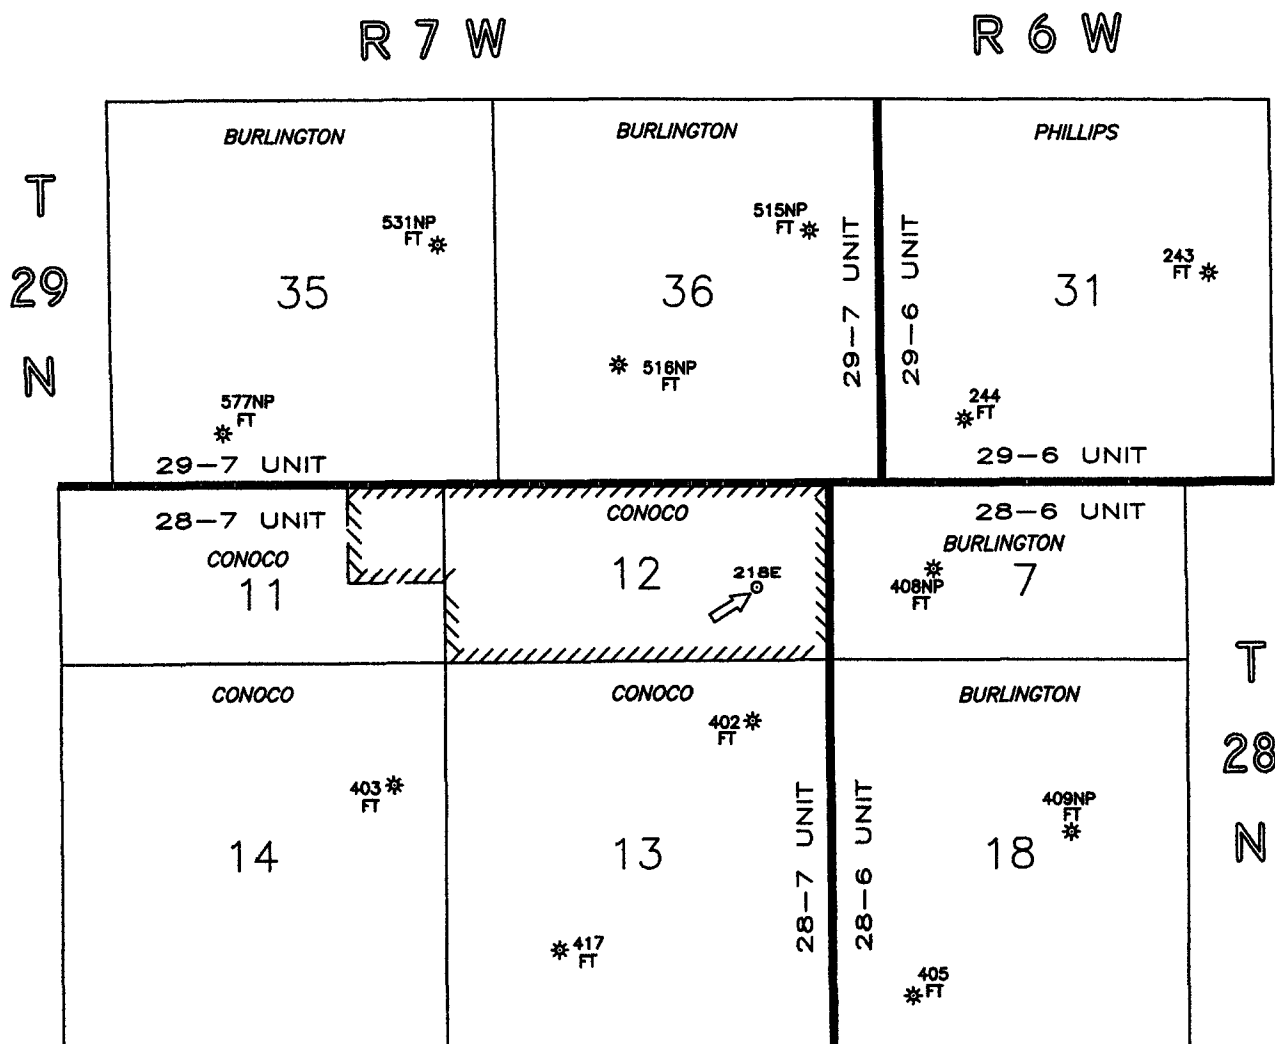 R 7 W
R 6 W
T
29
N
BURLINGTON
BURLINGTON
PHILLIPS
531NP
FT
515NP
FT
243
FT
35
36
31
516NP
FT
577NP
FT
244
FT
29-7 UNIT
29-6 UNIT
29-7 UNIT
29-6 UNIT
28-7 UNIT
CONOCO
11
CONOCO
12
218E
28-6 UNIT
BURLINGTON
408NP
FT
7
T
28
N
CONOCO
CONOCO
BURLINGTON
402
FT
403
FT
409NP
FT
14
13
18
28-7 UNIT
28-6 UNIT
417
FT
405
FT